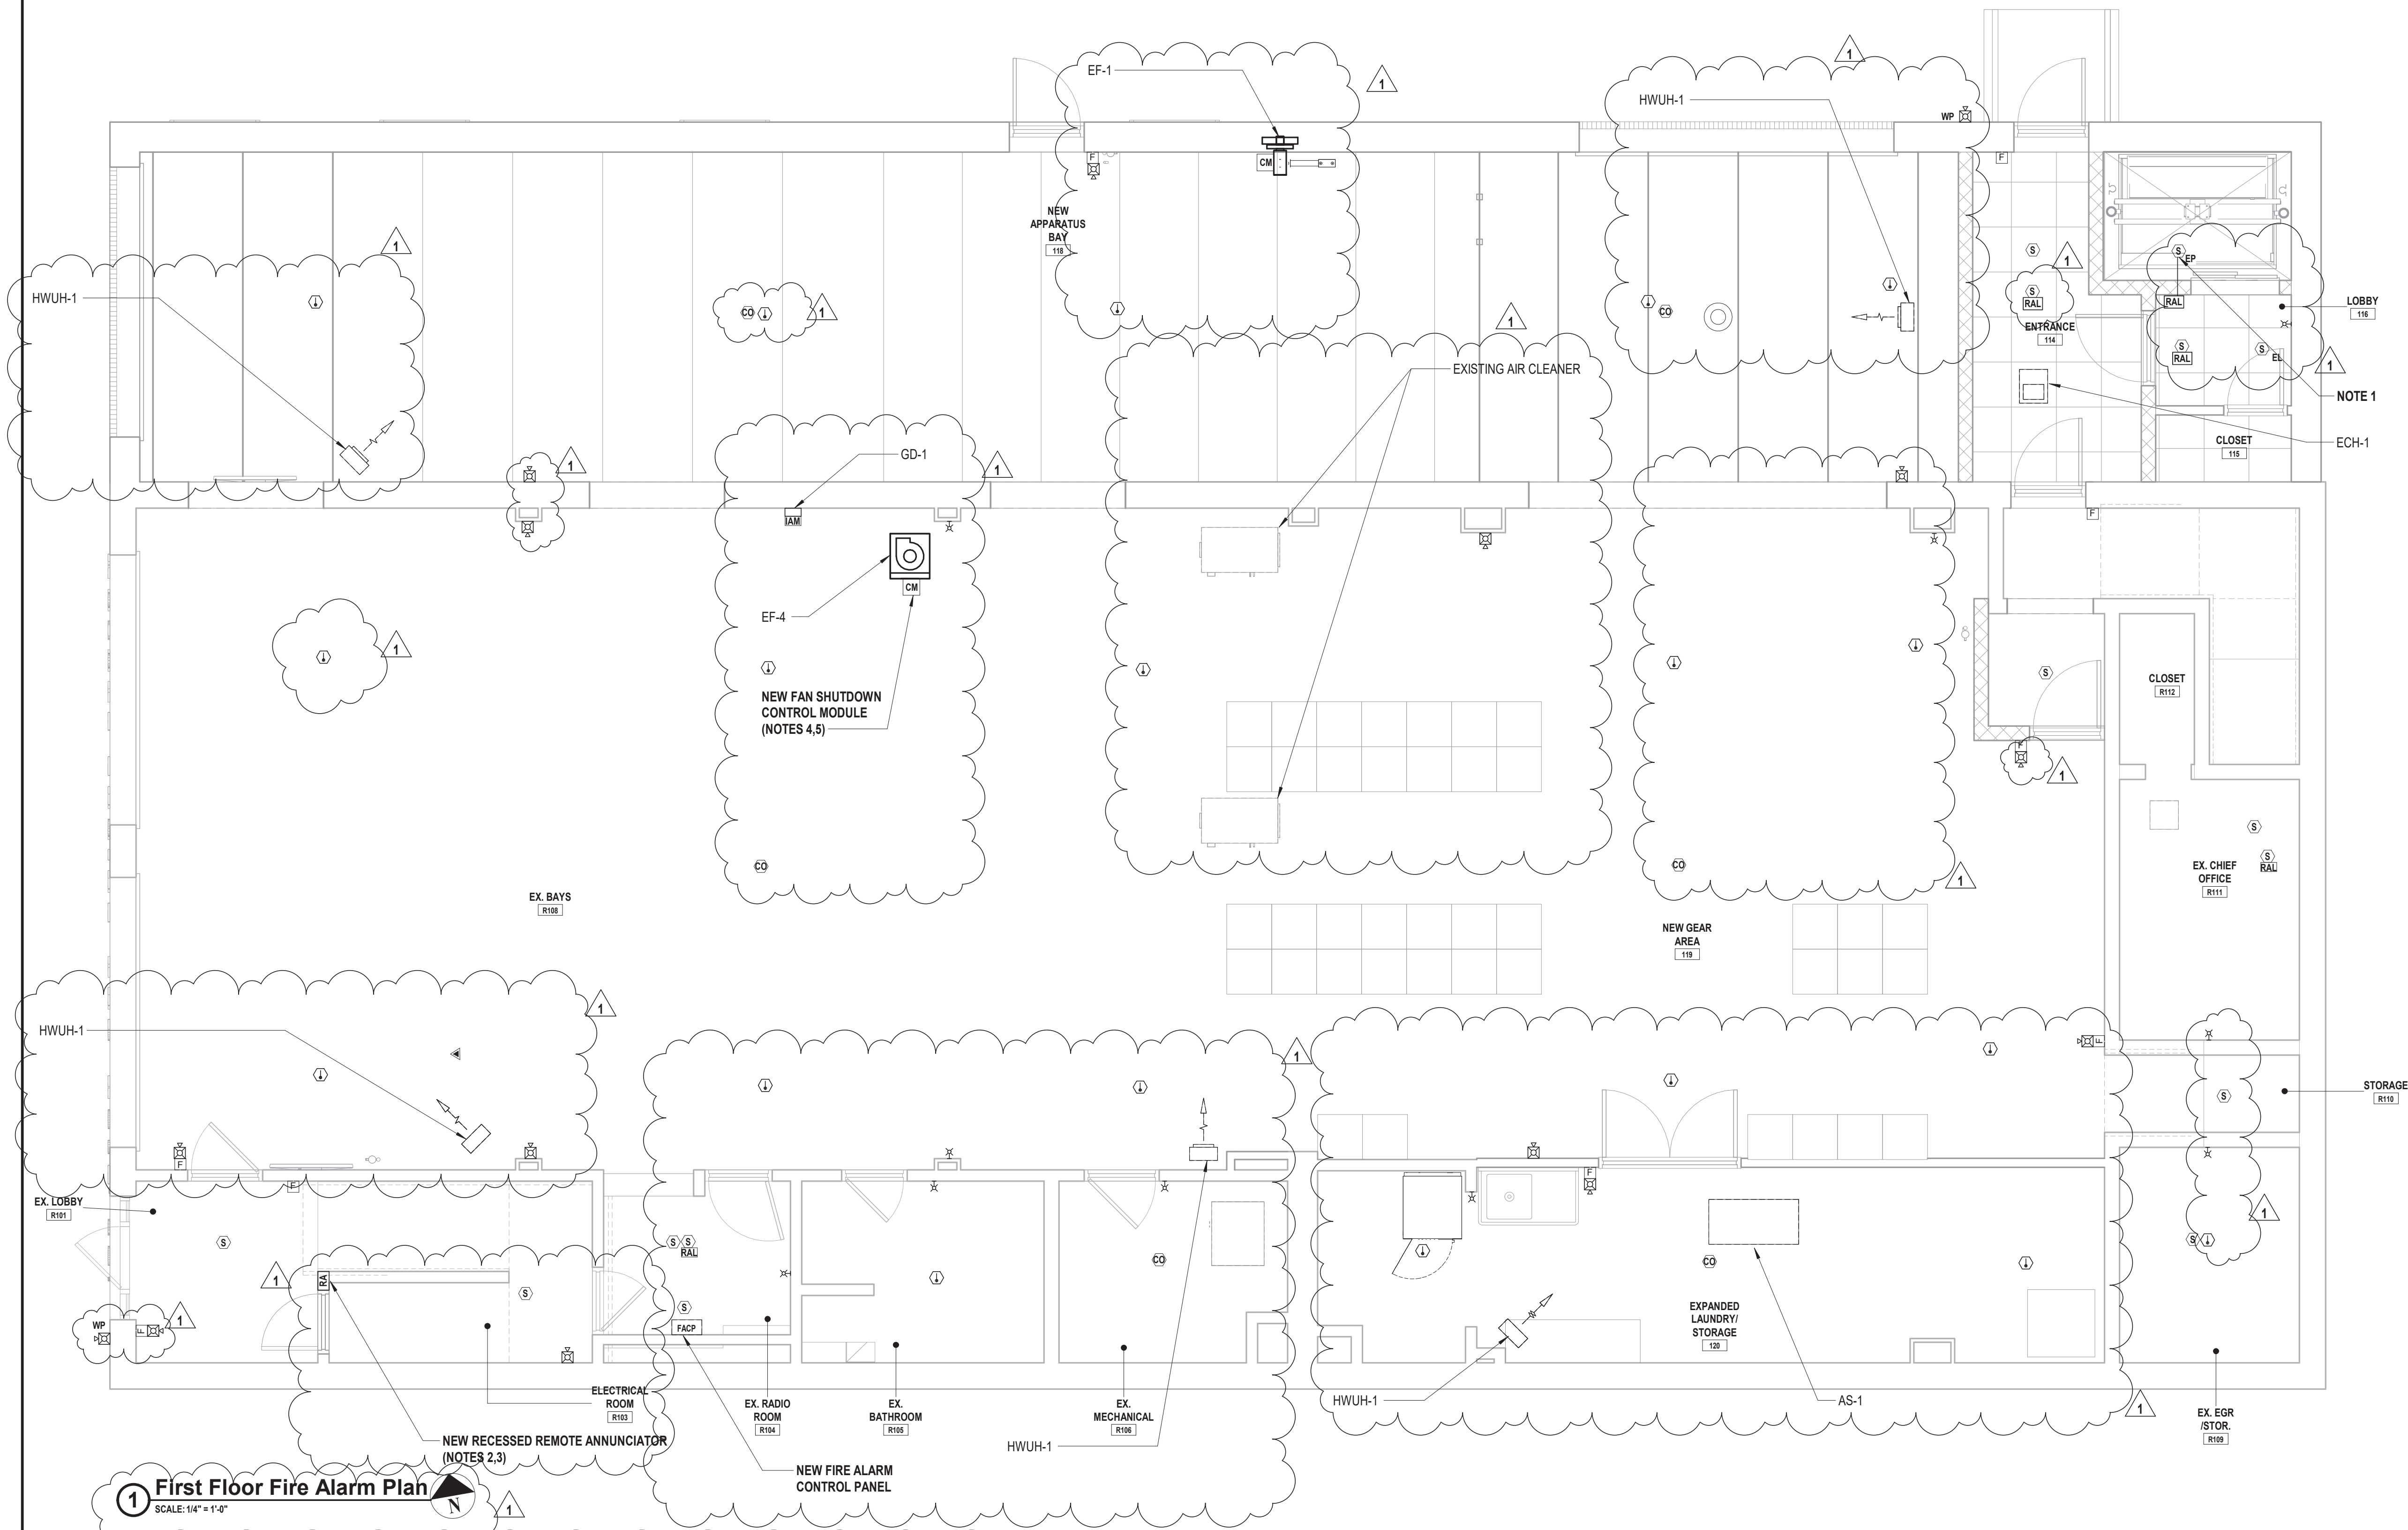 EF-1
1
1
HWUH-1
WP
F
CM
F
NEW
APPARATUS
BAY
118
1
S
1
S
EP
HWUH-1
CO
1
1
CO
S
RAL
RAL
LOBBY
116
ENTRANCE
114
S
RAL
S
EL
1
EXISTING AIR CLEANER
NOTE 1
GD-1
1
1
CLOSET
115
ECH-1
IAM
F
CM
EF-4
1
NEW FAN SHUTDOWN
CONTROL MODULE
(NOTES 4,5)
S
CLOSET
R112
F
1
S
CO
CO
1
EX. CHIEF
OFFICE
R111
S
RAL
EX. BAYS
R108
NEW GEAR
AREA
119
1
HWUH-1
1
F
S
STORAGE
R110
F
F
EX. LOBBY
R101
S
S
S
RAL
CO
CO
S
1
1
RA
S
S
WP
F
1
FACP
EXPANDED
LAUNDRY/
STORAGE
120
F
ELECTRICAL
ROOM
R103
EX. RADIO
ROOM
R104
EX.
BATHROOM
R105
EX.
MECHANICAL
R106
HWUH-1
AS-1
1
EX. EGR
/STOR.
R109
NEW RECESSED REMOTE ANNUNCIATOR
(NOTES 2,3)
HWUH-1
NEW FIRE ALARM
CONTROL PANEL
1
First Floor Fire Alarm Plan
SCALE: 1/4" = 1'-0"
N
1